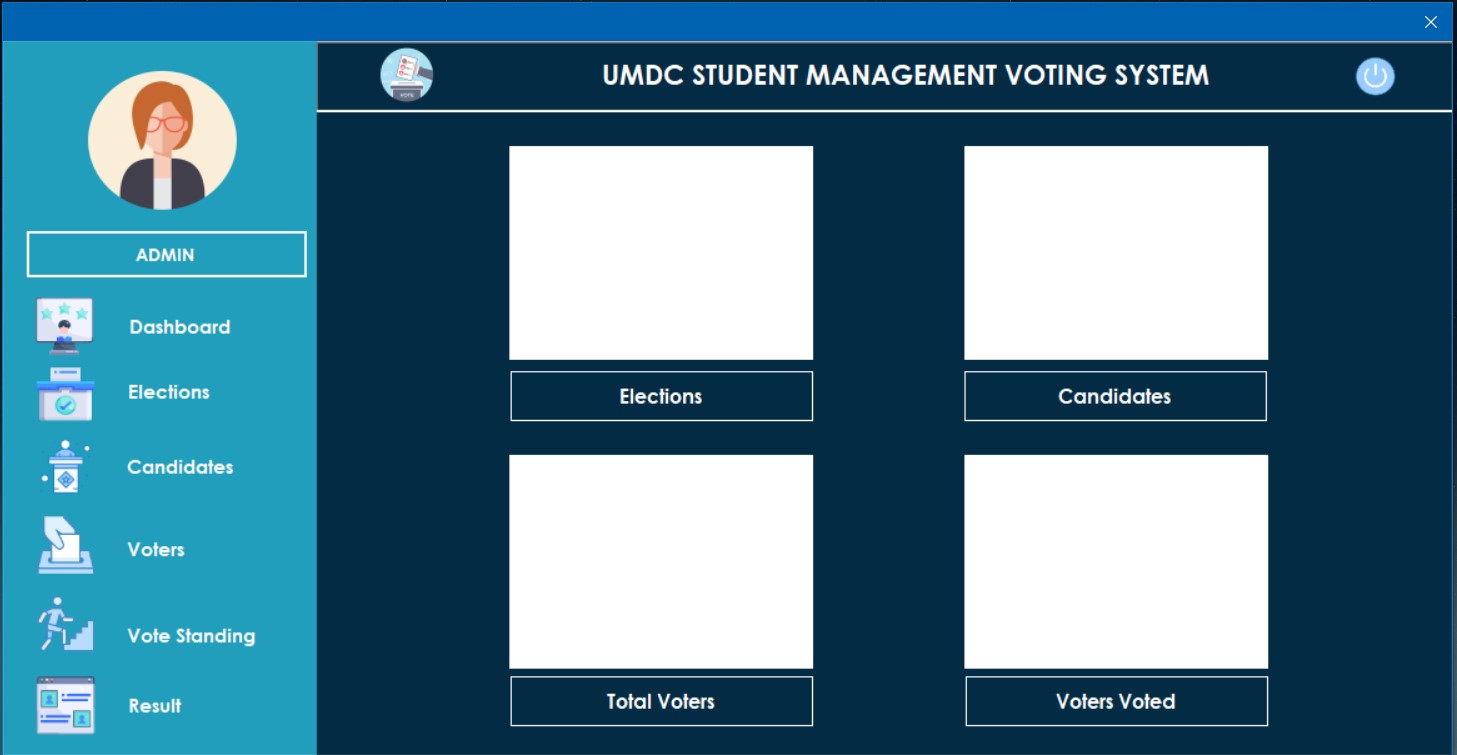 UMDC STUDENT MANAGEMENT VOTING SYSTEM
VOTE
ADMIN
Dashboard
Elections
Candidates
Voters
Vote Standing
Result
Elections
Candidates
Total Voters
Voters Voted